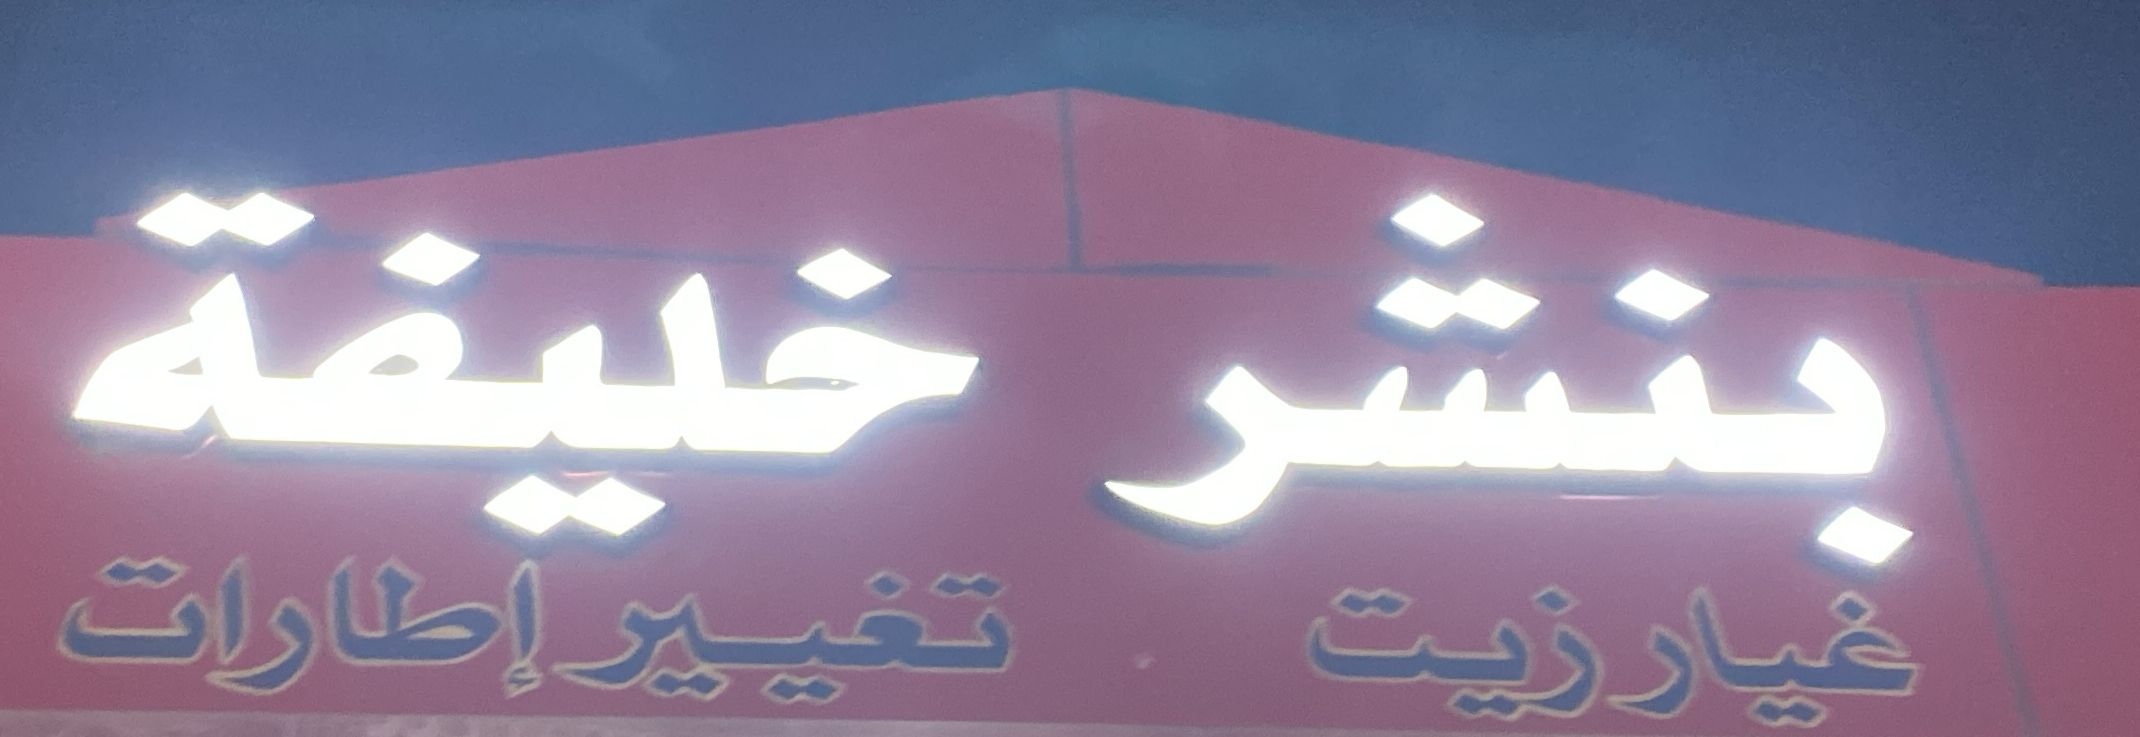 بنشر خليفة
غيار زيت تغيير إطارات